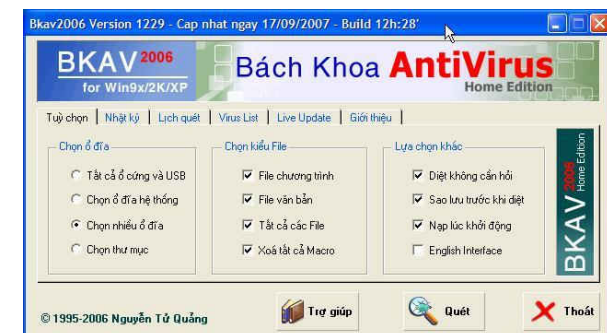 Bkav2006 Version 1229 - Cap nhat ngay 17/09/2007 - Build 12h:28'
BKAV 2006
for Win9x/2K/XP
Bách Khoa AntiVirus
Home Edition
Tuỳ chọn | Nhật ký | Lịch quét | Virus List | Live Update | Giới thiệu
Chọn ổ đĩa
Tất cả ổ cứng và USB
Chọn ổ đĩa hệ thống
Chọn nhiều ổ đĩa
Chọn thư mục
Chọn kiểu File
File chương trình
File văn bản
Tất cả các File
Xoá tất cả Macro
Lựa chọn khác
Diệt không cần hỏi
Sao lưu trước khi diệt
Nạp lúc khởi động
English Interface
BKAV 2006
Home Edition
© 1995-2006 Nguyễn Tử Quảng
Trợ giúp
Quét
Thoát